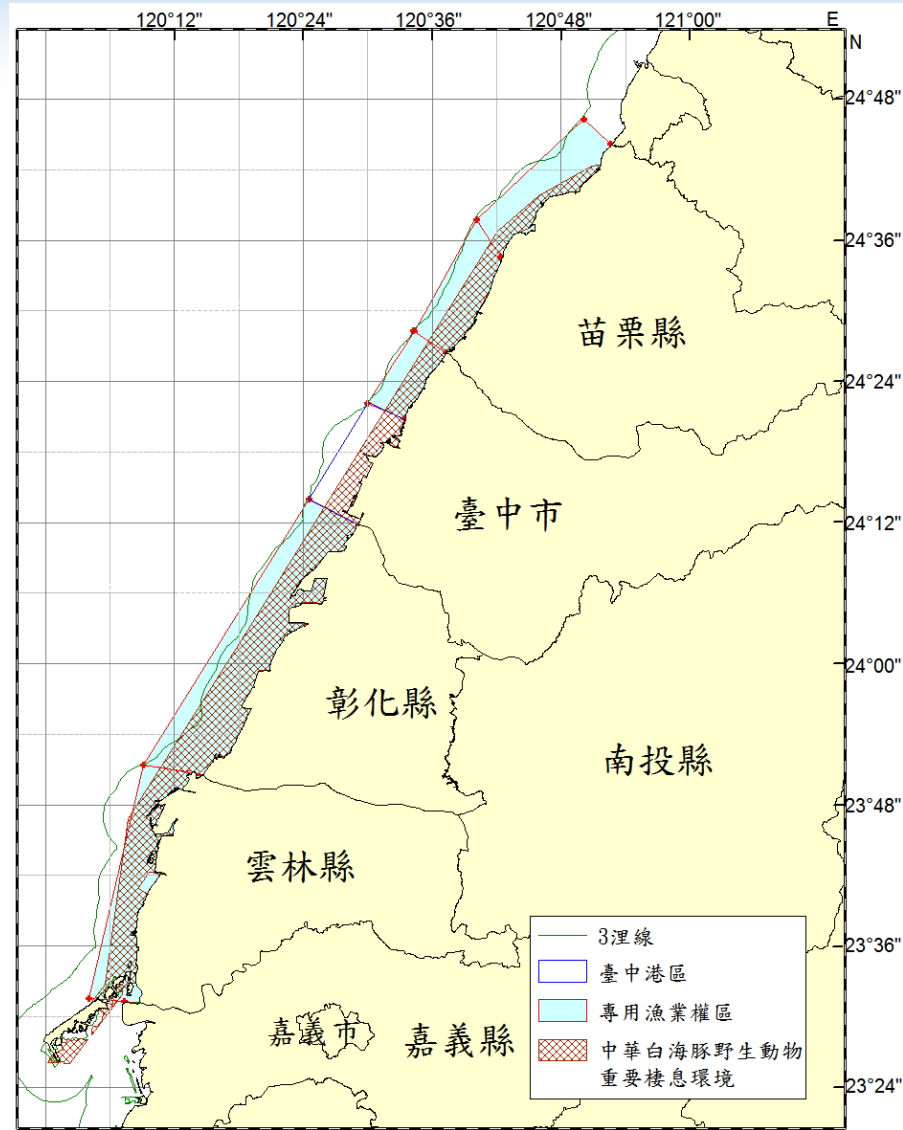 120°12" 120°24" 120°36" 120°48" 121°00" E
N
24°48"
24°36"
苗栗縣
24°24"
臺中市
24°12"
24°00"
彰化縣
南投縣
23°48"
雲林縣
3浬線
23°36"
臺中港區
專用漁業權區
嘉義市
嘉義縣
中華白海豚野生動物
重要棲息環境
23°24"